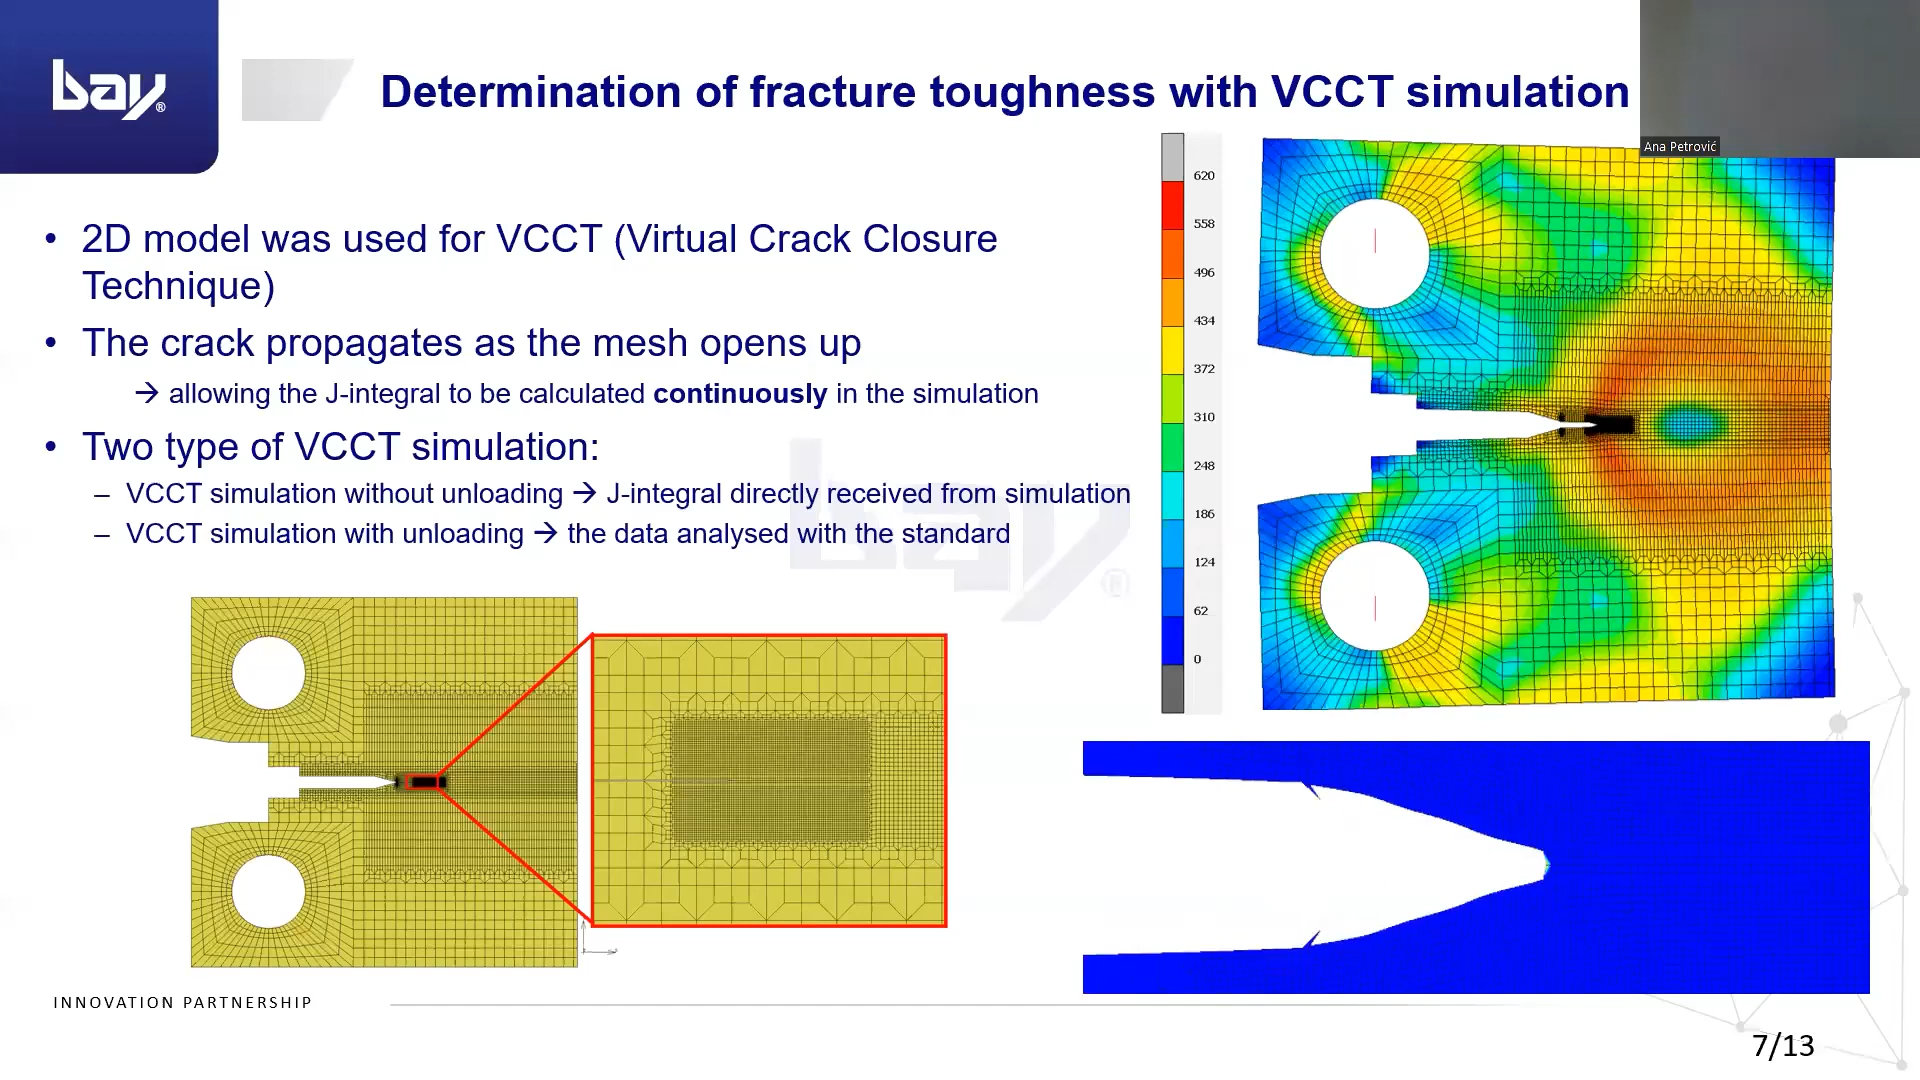 bay®
Determination of fracture toughness with VCCT simulation
Ana Petrović
• 2D model was used for VCCT (Virtual Crack Closure
Technique)
• The crack propagates as the mesh opens up
→ allowing the J-integral to be calculated continuously in the simulation
• Two type of VCCT simulation:
– VCCT simulation without unloading → J-integral directly received from simulation
– VCCT simulation with unloading → the data analysed with the standard
bay®
620
558
496
434
372
310
248
186
124
62
0
INNOVATION PARTNERSHIP
7/13